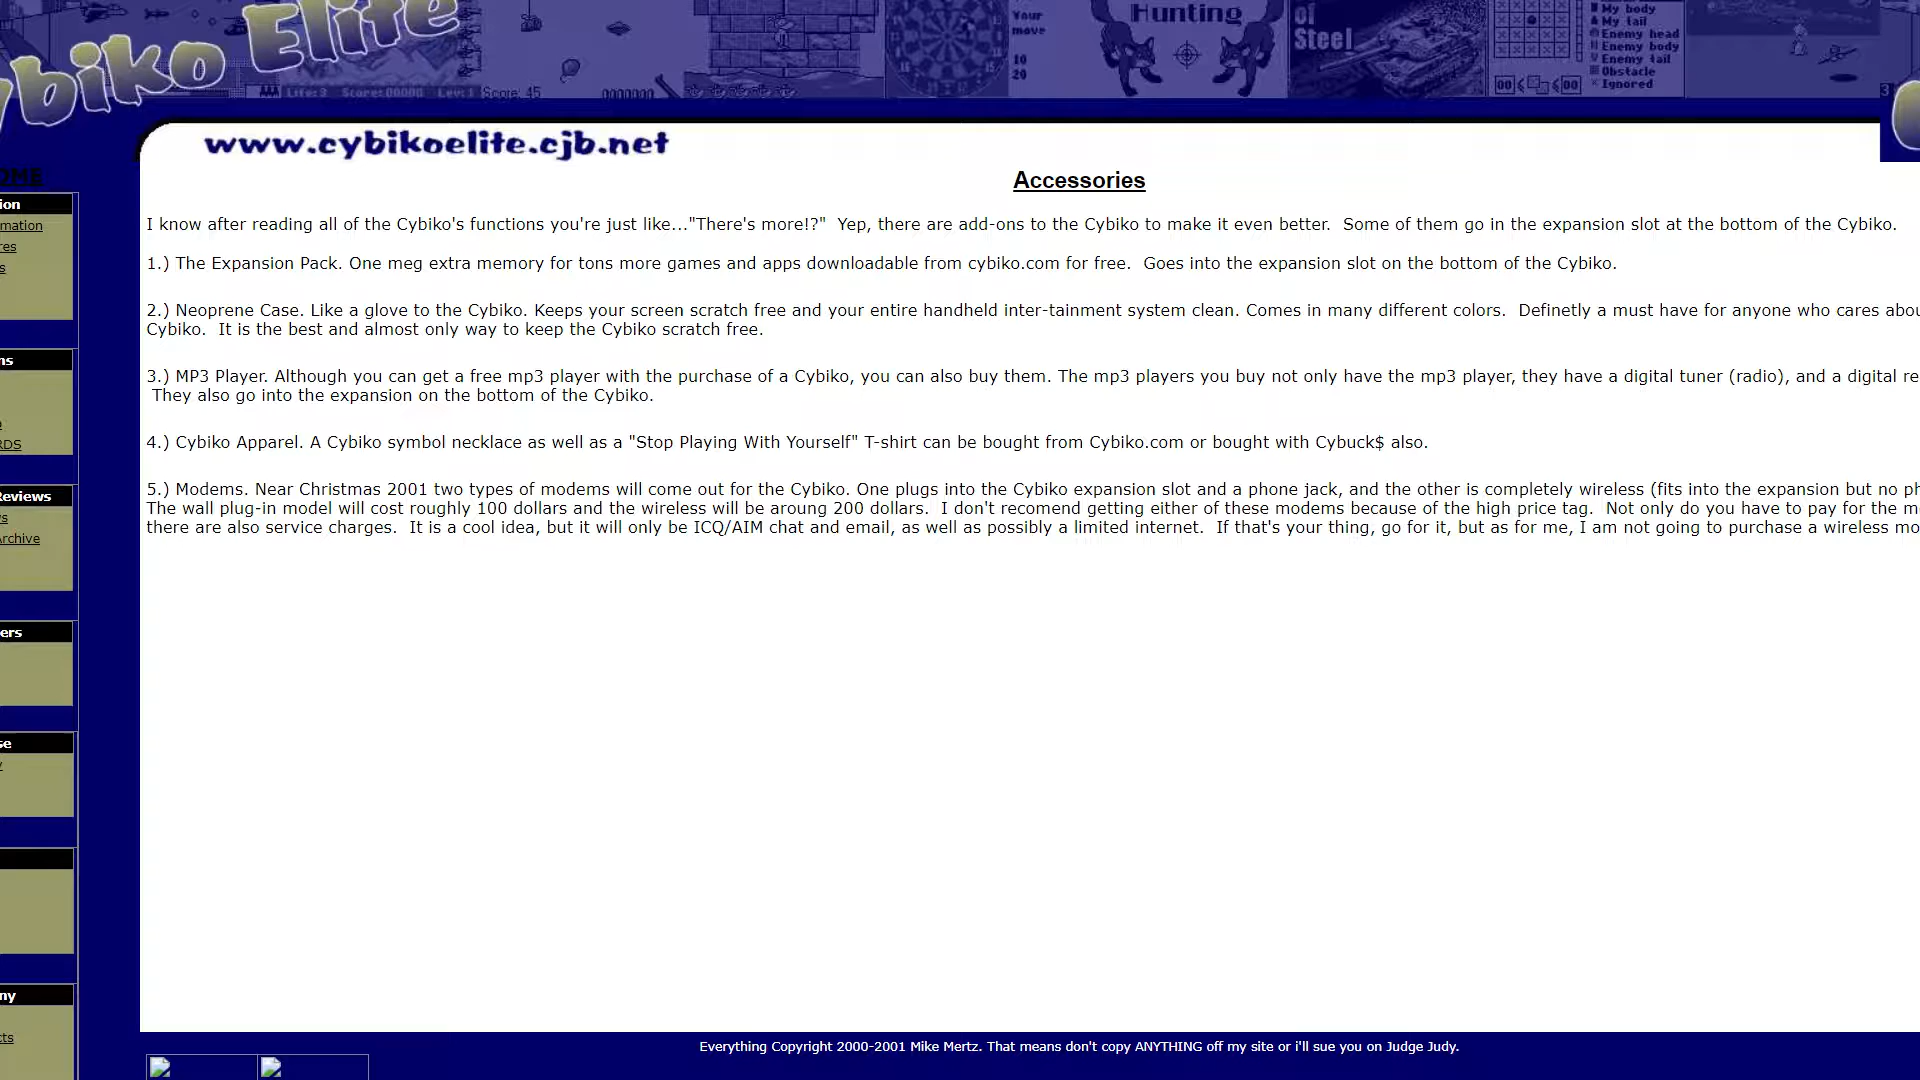 Cybiko Elite
Your
move
10
20
Hunting
of
Steel
My body
My tail
Enemy head
Enemy body
Enemy tail
Obstacle
Ignored
Score: 45
0000000
00
00
www.cybikoelite.cjb.net
OME
Accessories
ion
mation
res
s
I know after reading all of the Cybiko's functions you're just like..."There's more!?"  Yep, there are add-ons to the Cybiko to make it even better.  Some of them go in the expansion slot at the bottom of the Cybiko.
1.) The Expansion Pack. One meg extra memory for tons more games and apps downloadable from cybiko.com for free.  Goes into the expansion slot on the bottom of the Cybiko.
2.) Neoprene Case. Like a glove to the Cybiko. Keeps your screen scratch free and your entire handheld inter-tainment system clean. Comes in many different colors.  Definetly a must have for anyone who cares abou
Cybiko.  It is the best and almost only way to keep the Cybiko scratch free.
ns
3.) MP3 Player. Although you can get a free mp3 player with the purchase of a Cybiko, you can also buy them. The mp3 players you buy not only have the mp3 player, they have a digital tuner (radio), and a digital re
They also go into the expansion on the bottom of the Cybiko.
RDS
4.) Cybiko Apparel. A Cybiko symbol necklace as well as a "Stop Playing With Yourself" T-shirt can be bought from Cybiko.com or bought with Cybuck$ also.
Reviews
s
Archive
5.) Modems. Near Christmas 2001 two types of modems will come out for the Cybiko. One plugs into the Cybiko expansion slot and a phone jack, and the other is completely wireless (fits into the expansion but no ph
The wall plug-in model will cost roughly 100 dollars and the wireless will be aroung 200 dollars.  I don't recomend getting either of these modems because of the high price tag.  Not only do you have to pay for the m
there are also service charges.  It is a cool idea, but it will only be ICQ/AIM chat and email, as well as possibly a limited internet.  If that's your thing, go for it, but as for me, I am not going to purchase a wireless mo
ers
se
y
ny
cts
Everything Copyright 2000-2001 Mike Mertz. That means don't copy ANYTHING off my site or i'll sue you on Judge Judy.